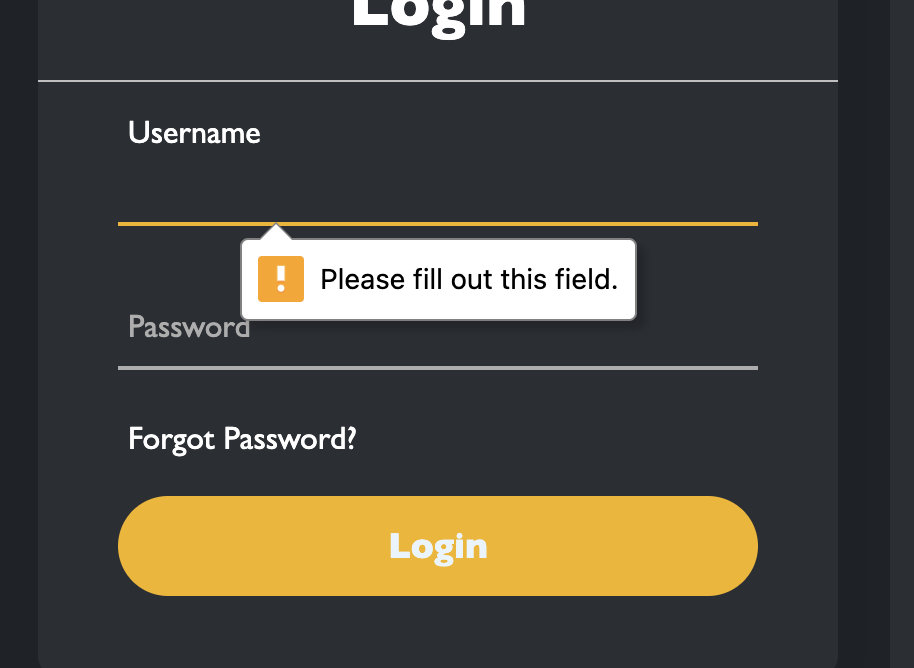 Login
Username
Please fill out this field.
Password
Forgot Password?
Login